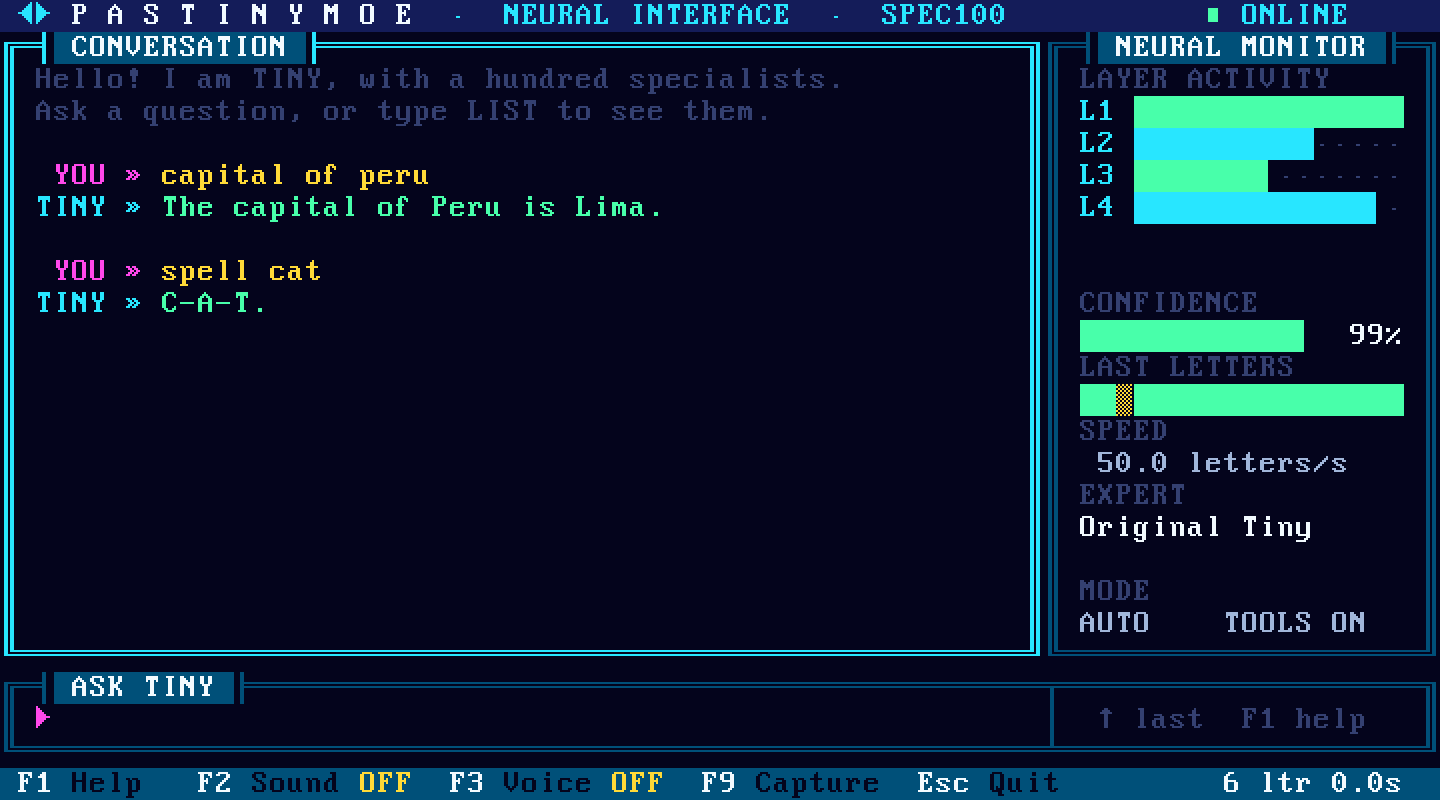 PASTINYMOE · NEURAL INTERFACE · SPEC100 ONLINE
CONVERSATION
Hello! I am TINY, with a hundred specialists.
Ask a question, or type LIST to see them.
YOU » capital of peru
TINY » The capital of Peru is Lima.
YOU » spell cat
TINY » C-A-T.
NEURAL MONITOR
LAYER ACTIVITY
L1
L2
L3
L4
CONFIDENCE
99%
LAST LETTERS
SPEED
50.0 letters/s
EXPERT
Original Tiny
MODE
AUTO TOOLS ON
ASK TINY
↑ last F1 help
F1 Help F2 Sound OFF F3 Voice OFF F9 Capture Esc Quit 6 ltr 0.0s